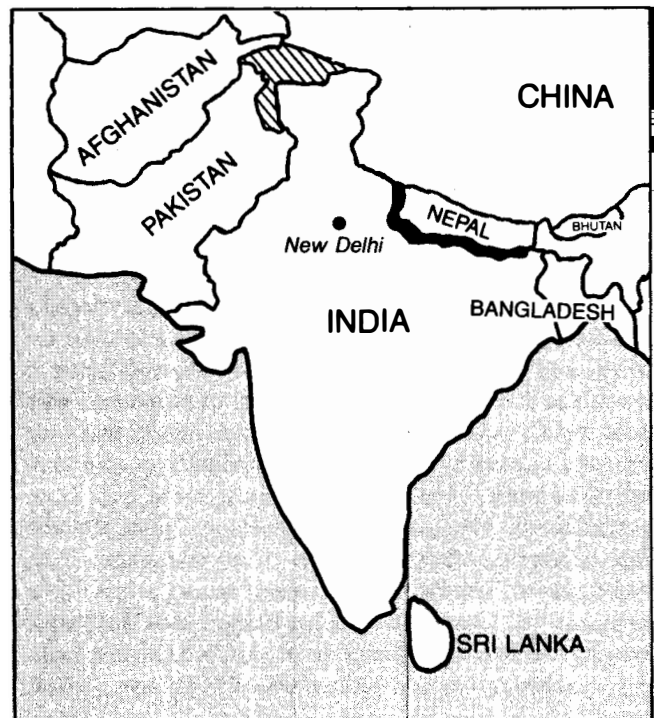 AFGHANISTAN
CHINA
PAKISTAN
NEPAL
BHUTAN
New Delhi
INDIA
BANGLADESH
SRI LANKA